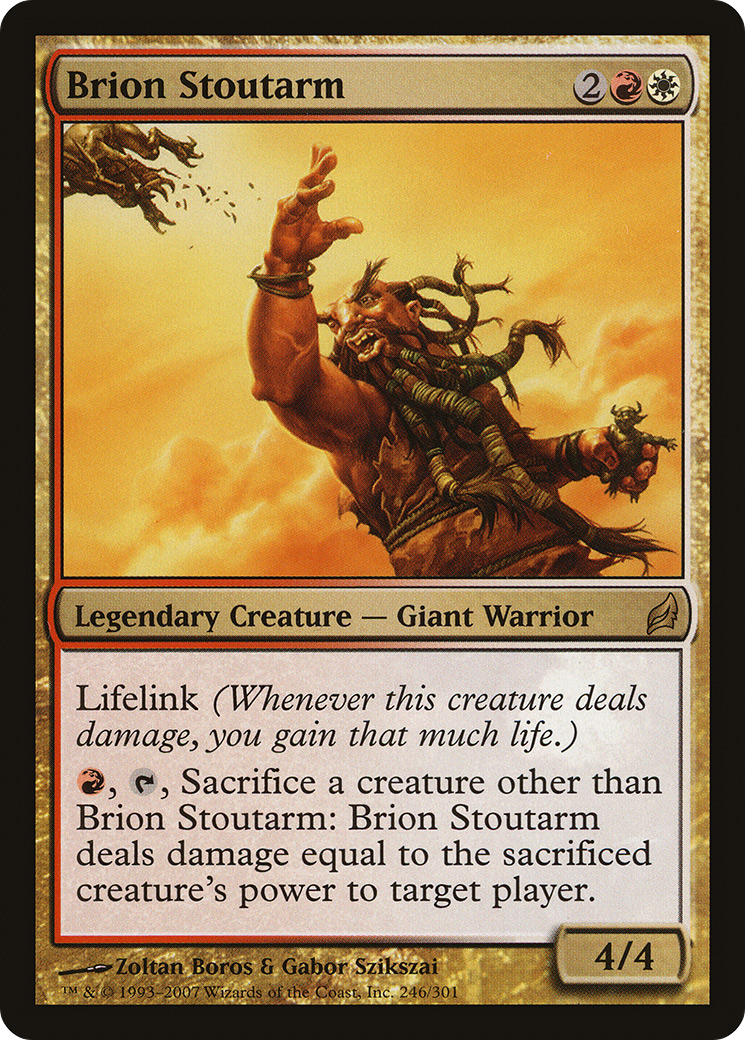 Brion Stoutarm 2
Legendary Creature — Giant Warrior
Lifelink (Whenever this creature deals
damage, you gain that much life.)
, , Sacrifice a creature other than
Brion Stoutarm: Brion Stoutarm
deals damage equal to the sacrificed
creature's power to target player.
4/4
Zoltan Boros & Gabor Szikszai
™ & © 1993–2007 Wizards of the Coast, Inc. 246/301